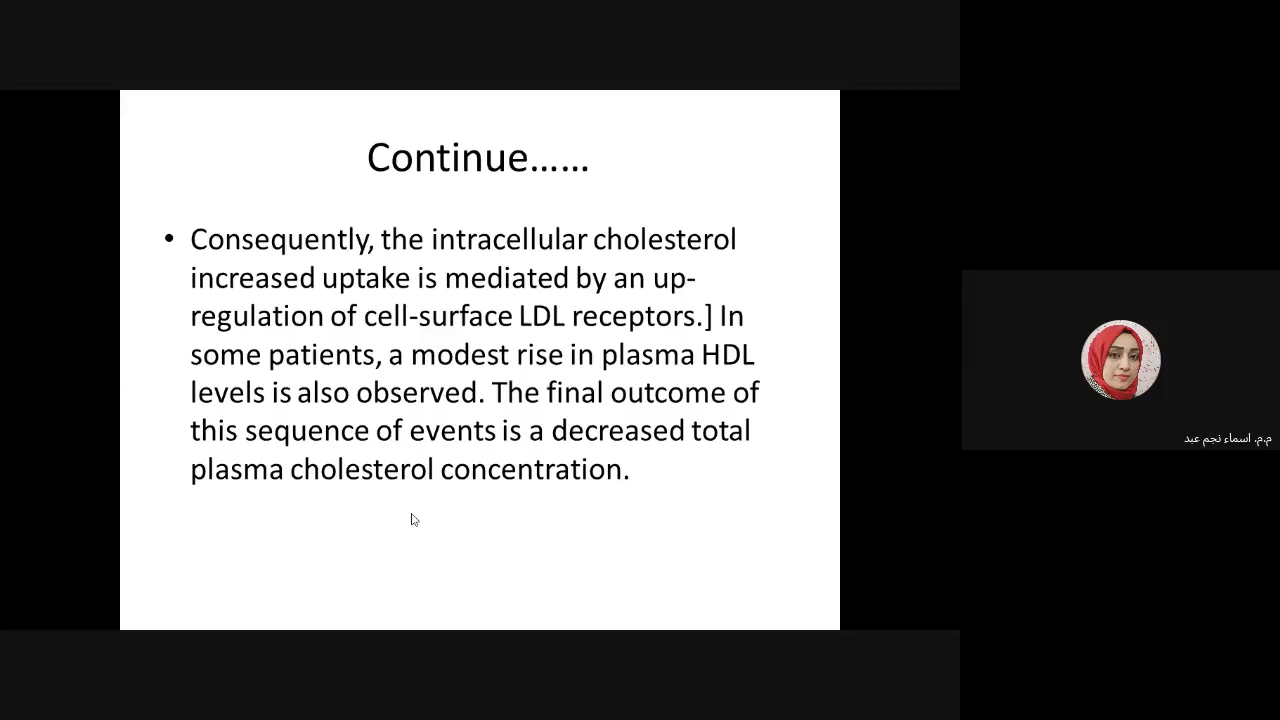 Continue......
• Consequently, the intracellular cholesterol
increased uptake is mediated by an up-
regulation of cell-surface LDL receptors.] In
some patients, a modest rise in plasma HDL
levels is also observed. The final outcome of
this sequence of events is a decreased total
plasma cholesterol concentration.
م.م. اسماء نجم عبد